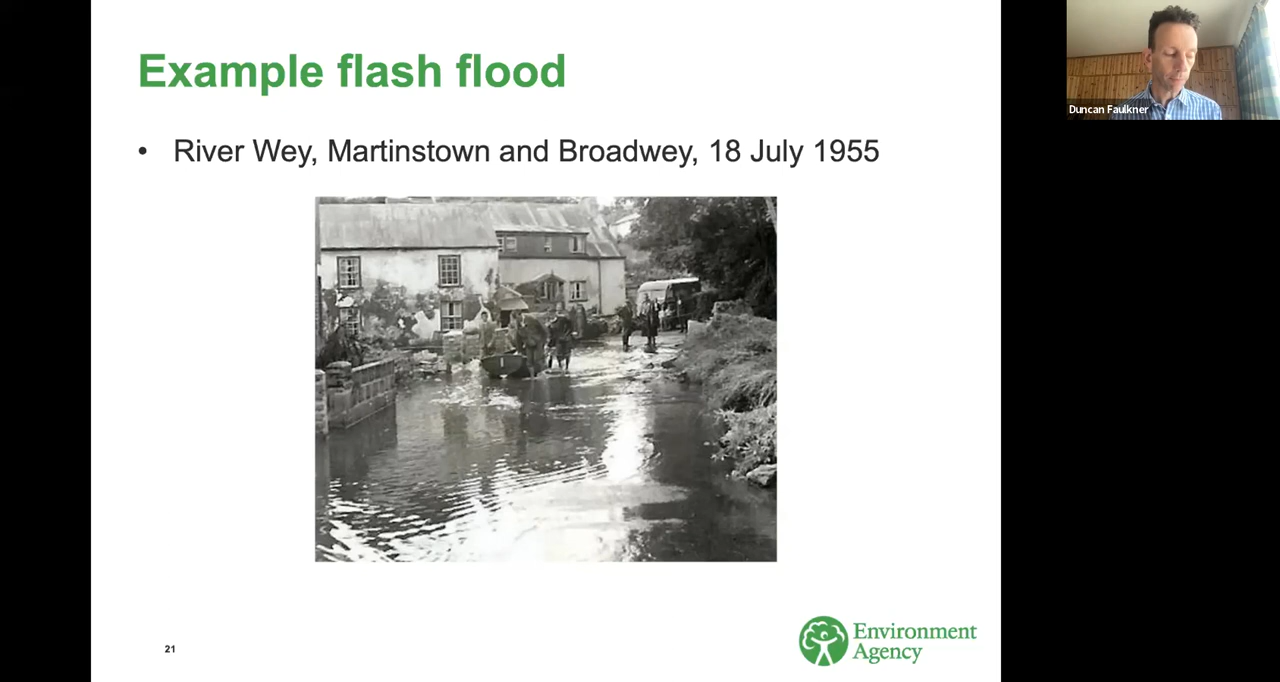 Example flash flood
• River Wey, Martinstown and Broadwey, 18 July 1955
Duncan Faulkner
21
Environment
Agency